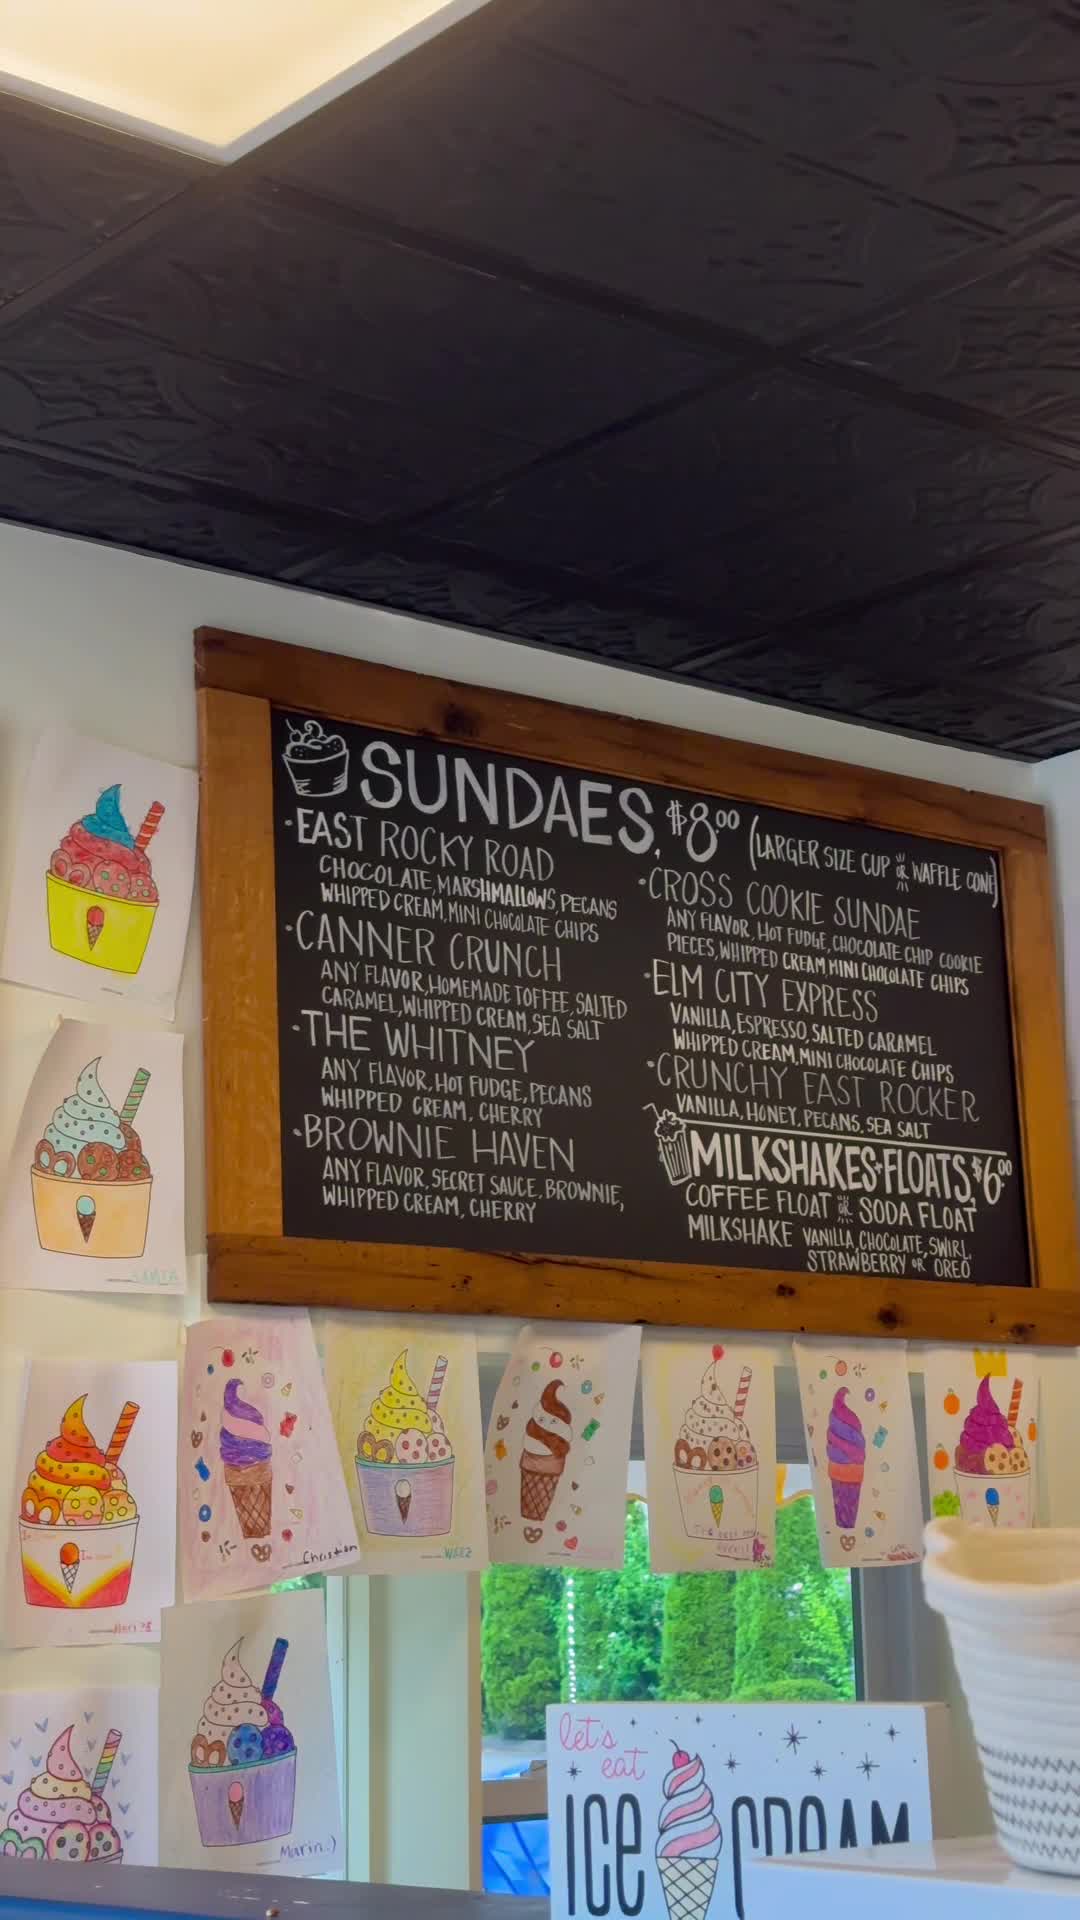 SUNDAES, $8.00 (LARGER SIZE CUP OR WAFFLE CONE)
·EAST ROCKY ROAD
CHOCOLATE, MARSHMALLOWS, PECANS
WHIPPED CREAM, MINI CHOCOLATE CHIPS
·CANNER CRUNCH
ANY FLAVOR, HOMEMADE TOFFEE, SALTED
CARAMEL, WHIPPED CREAM, SEA SALT
·THE WHITNEY
ANY FLAVOR, HOT FUDGE, PECANS
WHIPPED CREAM, CHERRY
·BROWNIE HAVEN
ANY FLAVOR, SECRET SAUCE, BROWNIE,
WHIPPED CREAM, CHERRY
·CROSS COOKIE SUNDAE
ANY FLAVOR, HOT FUDGE, CHOCOLATE CHIP COOKIE
PIECES, WHIPPED CREAM MINI CHOCOLATE CHIPS
·ELM CITY EXPRESS
VANILLA, ESPRESSO, SALTED CARAMEL
WHIPPED CREAM, MINI CHOCOLATE CHIPS
·CRUNCHY EAST ROCKER
VANILLA, HONEY, PECANS, SEA SALT
MILKSHAKES+FLOATS, $6.00
COFFEE FLOAT OR SODA FLOAT
MILKSHAKE VANILLA, CHOCOLATE, SWIRL,
STRAWBERRY OR OREO
Christian
Marin:)
let's
eat
ICE CREAM